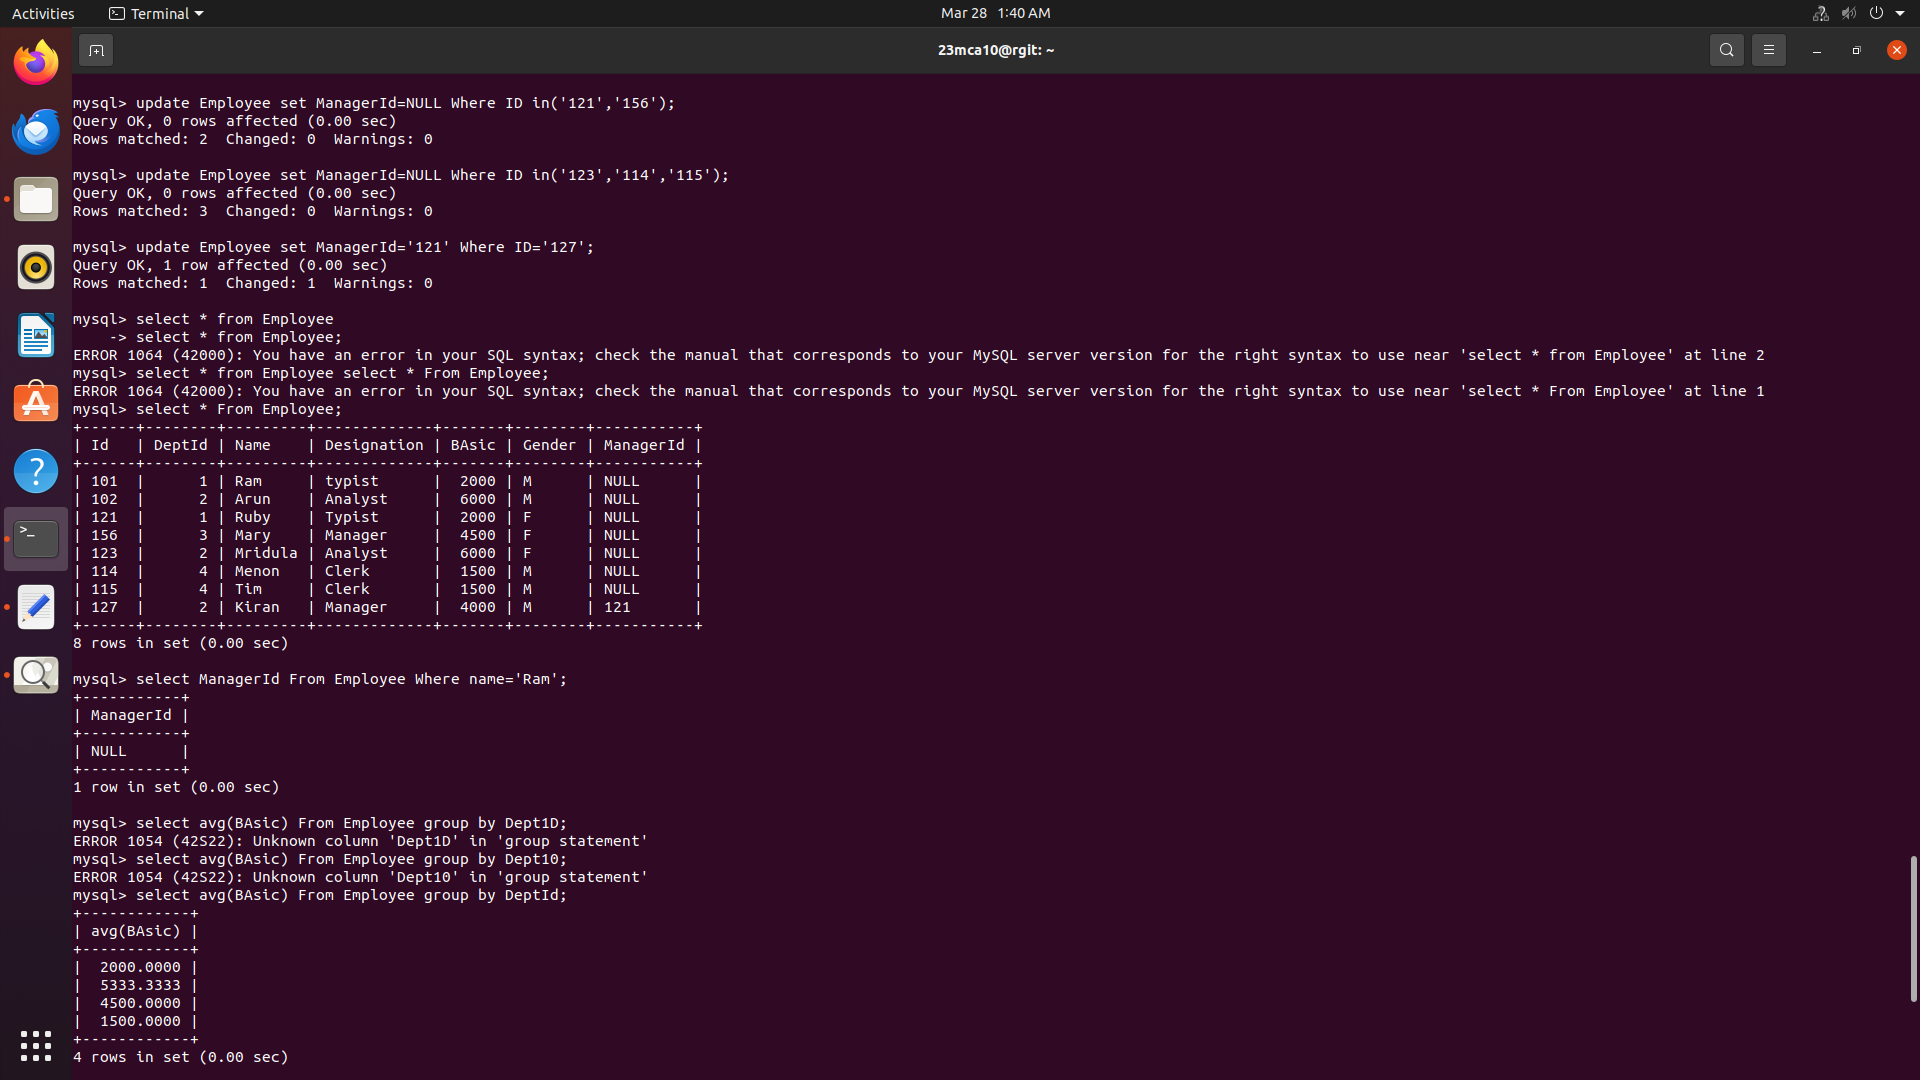 Activities
Terminal
Mar 28 1:40 AM
23mca10@rgit: ~
mysql> update Employee set ManagerId=NULL Where ID in('121','156');
Query OK, 0 rows affected (0.00 sec)
Rows matched: 2  Changed: 0  Warnings: 0
mysql> update Employee set ManagerId=NULL Where ID in('123','114','115');
Query OK, 0 rows affected (0.00 sec)
Rows matched: 3  Changed: 0  Warnings: 0
mysql> update Employee set ManagerId='121' Where ID='127';
Query OK, 1 row affected (0.00 sec)
Rows matched: 1  Changed: 1  Warnings: 0
mysql> select * from Employee
    -> select * from Employee;
ERROR 1064 (42000): You have an error in your SQL syntax; check the manual that corresponds to your MySQL server version for the right syntax to use near 'select * from Employee' at line 2
mysql> select * from Employee select * From Employee;
ERROR 1064 (42000): You have an error in your SQL syntax; check the manual that corresponds to your MySQL server version for the right syntax to use near 'select * From Employee' at line 1
mysql> select * From Employee;
+------+--------+---------+-------------+-------+--------+-----------+
| Id   | DeptId | Name    | Designation | BAsic | Gender | ManagerId |
+------+--------+---------+-------------+-------+--------+-----------+
| 101  |      1 | Ram     | typist      |  2000 | M      | NULL      |
| 102  |      2 | Arun    | Analyst     |  6000 | M      | NULL      |
| 121  |      1 | Ruby    | Typist      |  2000 | F      | NULL      |
| 156  |      3 | Mary    | Manager     |  4500 | F      | NULL      |
| 123  |      2 | Mridula | Analyst     |  6000 | F      | NULL      |
| 114  |      4 | Menon   | Clerk       |  1500 | M      | NULL      |
| 115  |      4 | Tim     | Clerk       |  1500 | M      | NULL      |
| 127  |      2 | Kiran   | Manager     |  4000 | M      | 121       |
+------+--------+---------+-------------+-------+--------+-----------+
8 rows in set (0.00 sec)
mysql> select ManagerId From Employee Where name='Ram';
+-----------+
| ManagerId |
+-----------+
| NULL      |
+-----------+
1 row in set (0.00 sec)
mysql> select avg(BAsic) From Employee group by Dept1D;
ERROR 1054 (42S22): Unknown column 'Dept1D' in 'group statement'
mysql> select avg(BAsic) From Employee group by Dept10;
ERROR 1054 (42S22): Unknown column 'Dept10' in 'group statement'
mysql> select avg(BAsic) From Employee group by DeptId;
+------------+
| avg(BAsic) |
+------------+
|  2000.0000 |
|  5333.3333 |
|  4500.0000 |
|  1500.0000 |
+------------+
4 rows in set (0.00 sec)